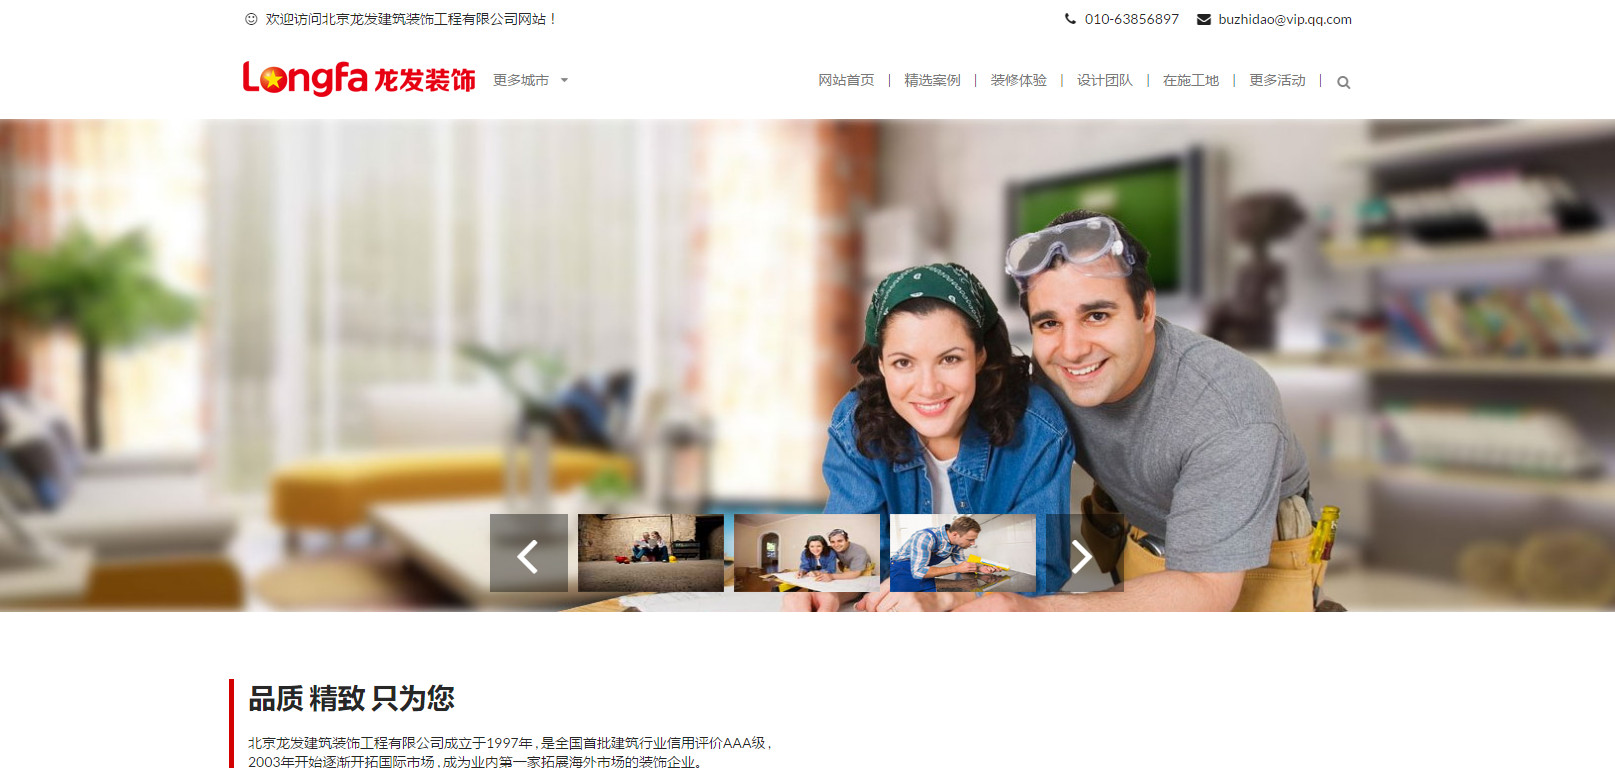 欢迎访问北京龙发建筑装饰工程有限公司网站！
010-63856897 buzhidao@vip.qq.com
Longfa 龙发装饰 更多城市
网站首页 | 精选案例 | 装修体验 | 设计团队 | 在施工地 | 更多活动 |
品质 精致 只为您
北京龙发建筑装饰工程有限公司成立于1997年，是全国首批建筑行业信用评价AAA级，
2003年开始逐渐开拓国际市场，成为业内第一家拓展海外市场的装饰企业。